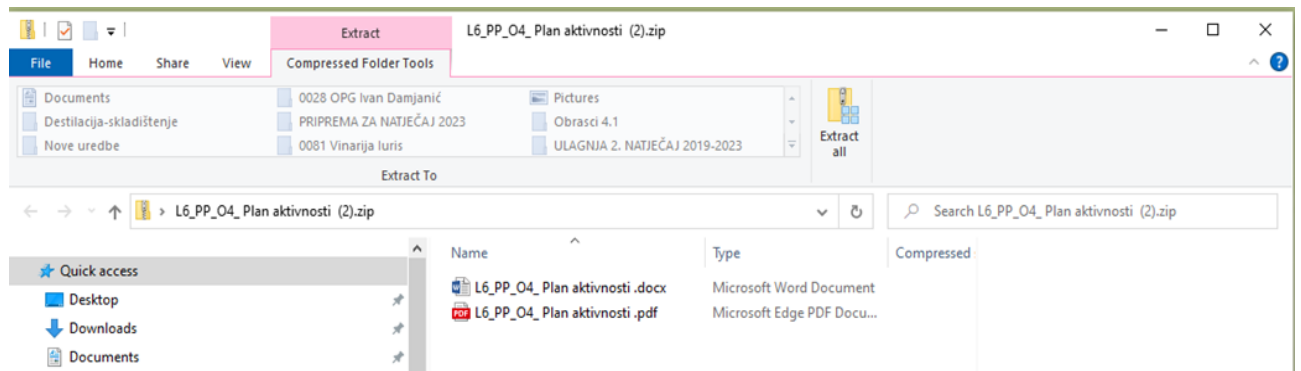 Extract
L6_PP_O4_ Plan aktivnosti (2).zip
File
Home
Share
View
Compressed Folder Tools
Documents
0028 OPG Ivan Damjanić
Pictures
Destilacija-skladištenje
PRIPREMA ZA NATJEČAJ 2023
Obrasci 4.1
Nove uredbe
0081 Vinarija Iuris
ULAGNJA 2. NATJEČAJ 2019-2023
Extract
all
Extract To
L6_PP_O4_ Plan aktivnosti (2).zip
Search L6_PP_O4_ Plan aktivnosti (2).zip
Name
Type
Compressed
Quick access
L6_PP_O4_ Plan aktivnosti .docx
Microsoft Word Document
Desktop
PDF
L6_PP_O4_ Plan aktivnosti .pdf
Microsoft Edge PDF Docu...
Downloads
Documents